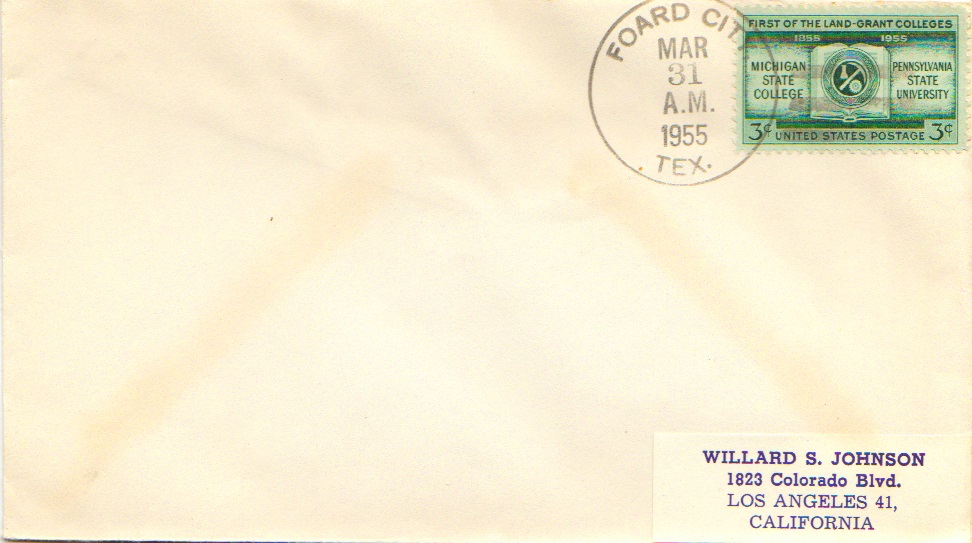 FOARD CITY
MAR
31
A.M.
1955
. TEX.
FIRST OF THE LAND-GRANT COLLEGES
1855 1955
MICHIGAN
STATE
COLLEGE
PENNSYLVANIA
STATE
UNIVERSITY
3¢ UNITED STATES POSTAGE 3¢
WILLARD S. JOHNSON
1823 Colorado Blvd.
LOS ANGELES 41,
CALIFORNIA